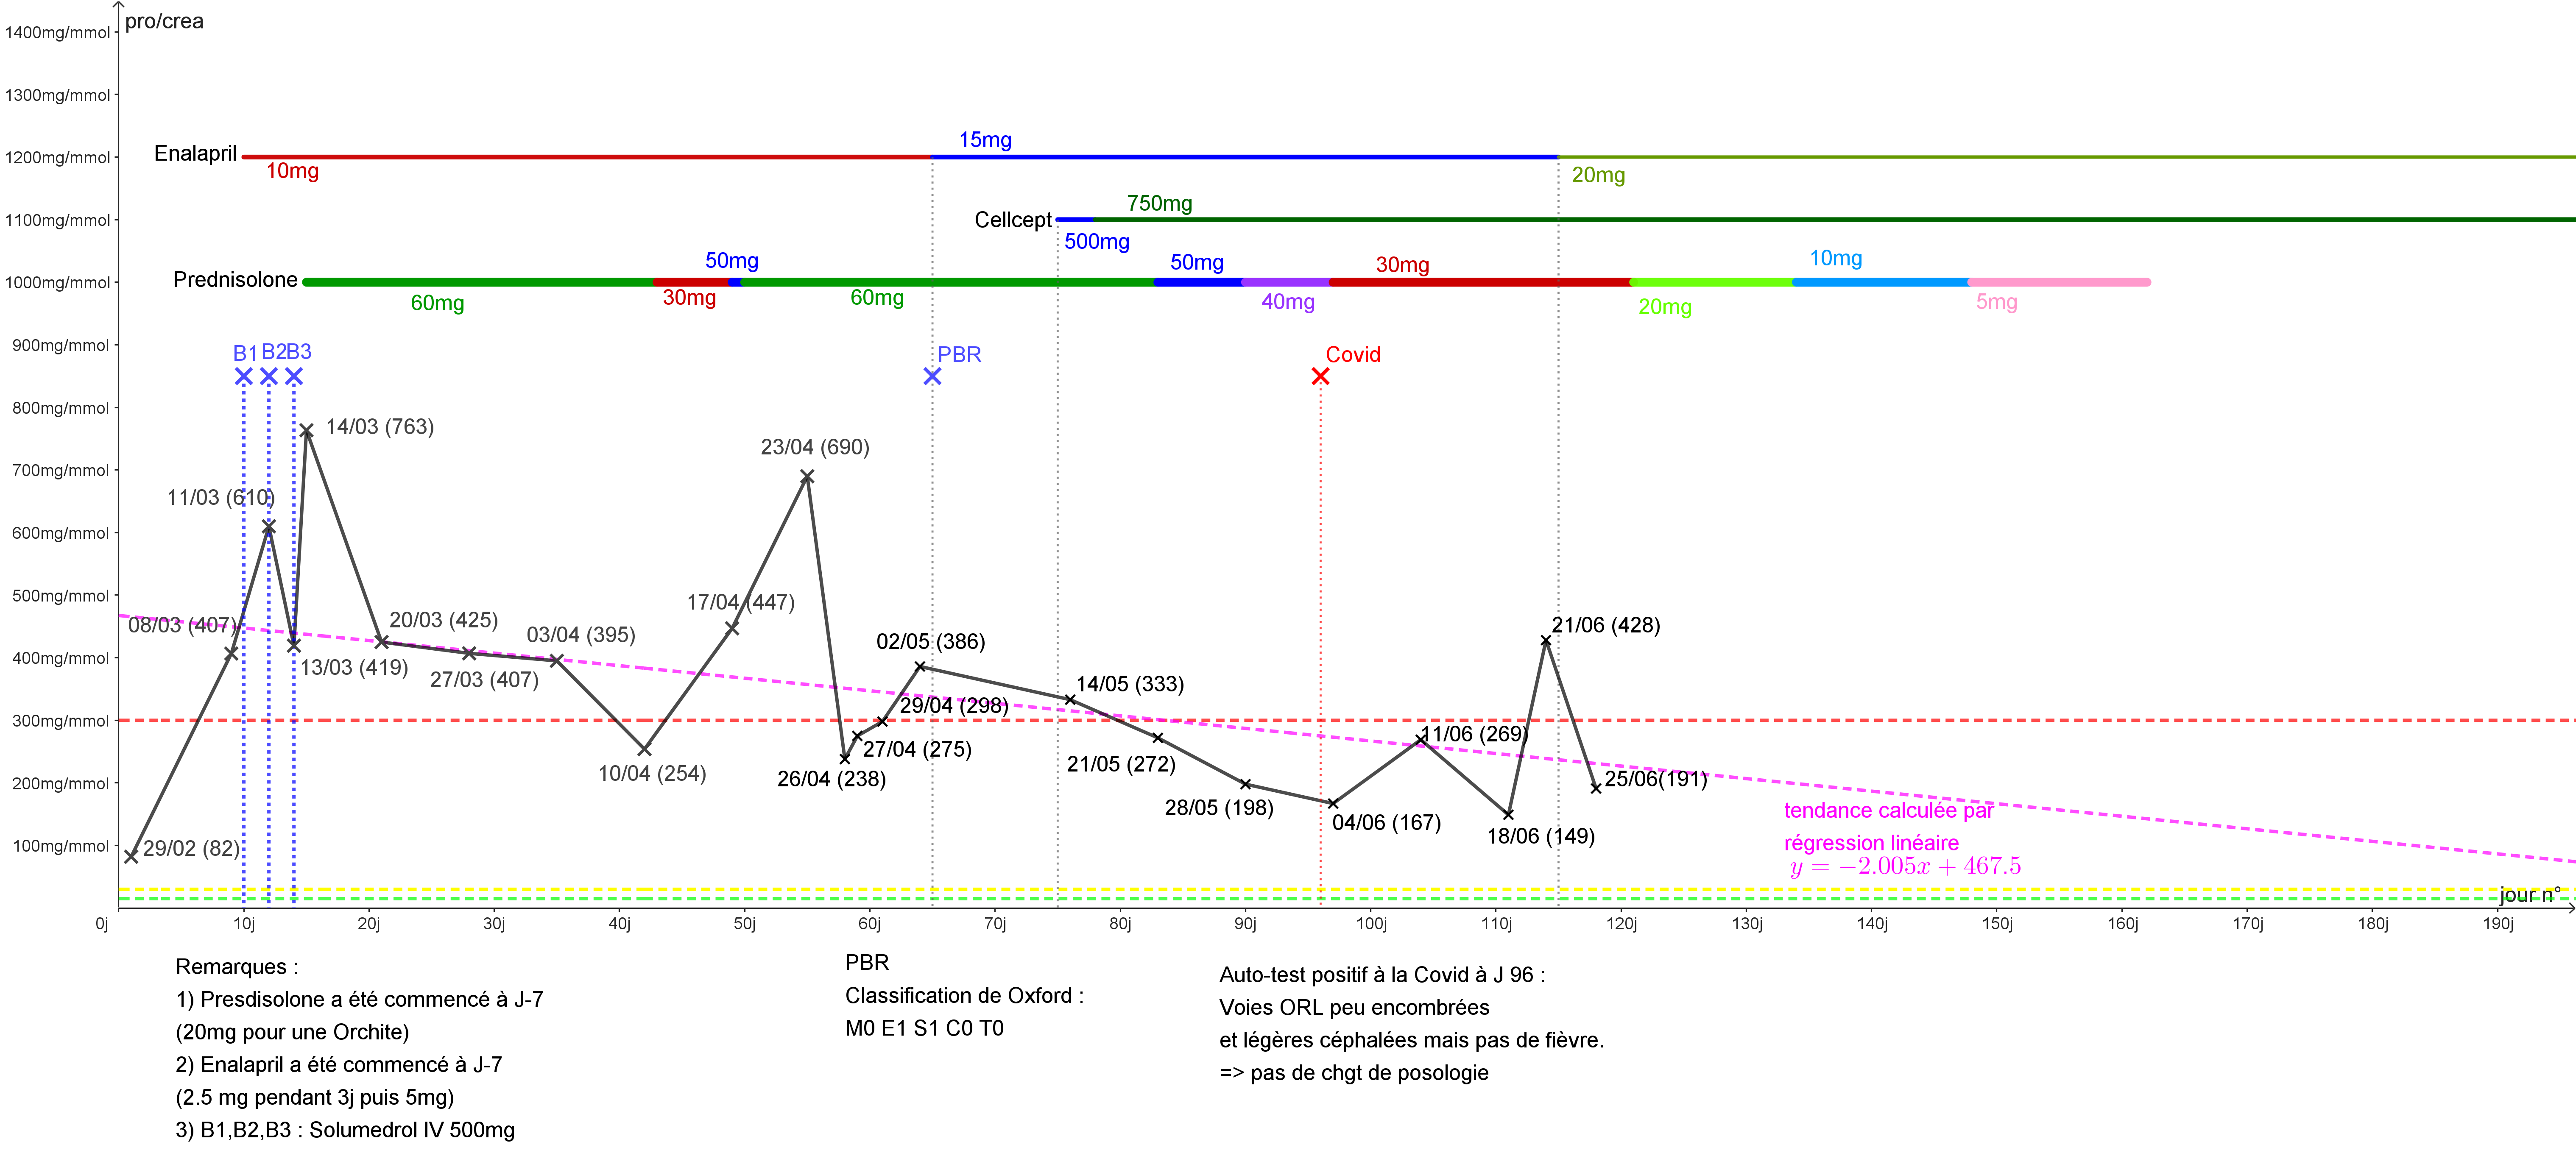 pro/crea
1400mg/mmol
1300mg/mmol
1200mg/mmol
1100mg/mmol
1000mg/mmol
900mg/mmol
800mg/mmol
700mg/mmol
600mg/mmol
500mg/mmol
400mg/mmol
300mg/mmol
200mg/mmol
100mg/mmol
Enalapril
10mg
15mg
20mg
Cellcept
500mg
750mg
Prednisolone
60mg
30mg
50mg
60mg
50mg
40mg
30mg
20mg
10mg
5mg
B1 B2 B3
PBR
Covid
29/02 (82)
08/03 (407)
11/03 (610)
13/03 (419)
14/03 (763)
20/03 (425)
27/03 (407)
03/04 (395)
10/04 (254)
17/04 (447)
23/04 (690)
26/04 (238)
27/04 (275)
29/04 (298)
02/05 (386)
14/05 (333)
21/05 (272)
28/05 (198)
04/06 (167)
11/06 (269)
18/06 (149)
21/06 (428)
25/06(191)
tendance calculée par
régression linéaire
y = −2.005x + 467.5
jour n°
0j 10j 20j 30j 40j 50j 60j 70j 80j 90j 100j 110j 120j 130j 140j 150j 160j 170j 180j 190j
Remarques :
1) Presdisolone a été commencé à J-7
(20mg pour une Orchite)
2) Enalapril a été commencé à J-7
(2.5 mg pendant 3j puis 5mg)
3) B1,B2,B3 : Solumedrol IV 500mg
PBR
Classification de Oxford :
M0 E1 S1 C0 T0
Auto-test positif à la Covid à J 96 :
Voies ORL peu encombrées
et légères céphalées mais pas de fièvre.
=> pas de chgt de posologie